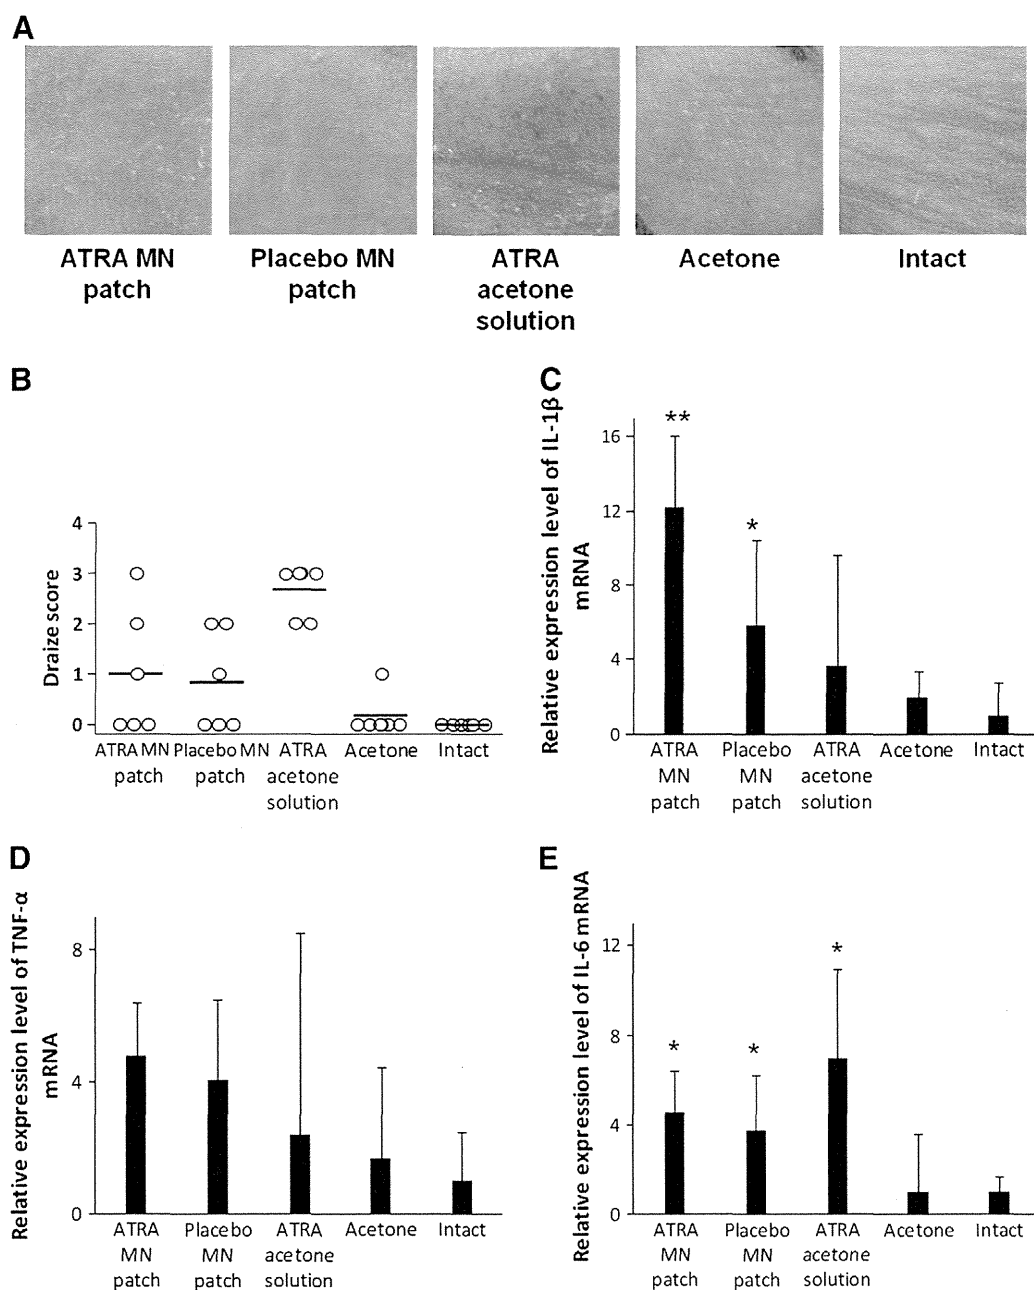 A
ATRA MN
patch
Placebo MN
patch
ATRA
acetone
solution
Acetone
Intact
B
Draize score
4
3
2
1
0
ATRA MN
patch
Placebo MN
patch
ATRA
acetone
solution
Acetone
Intact
C
Relative expression level of IL-1β
mRNA
16
12
8
4
0
**
*
ATRA
MN
patch
Placebo
MN
patch
ATRA
acetone
solution
Acetone
Intact
D
Relative expression level of TNF-α
mRNA
8
4
0
ATRA
MN
patch
Placebo
MN
patch
ATRA
acetone
solution
Acetone
Intact
E
Relative expression level of IL-6 mRNA
12
8
4
0
*
*
*
ATRA
MN
patch
Placebo
MN
patch
ATRA
acetone
solution
Acetone
Intact